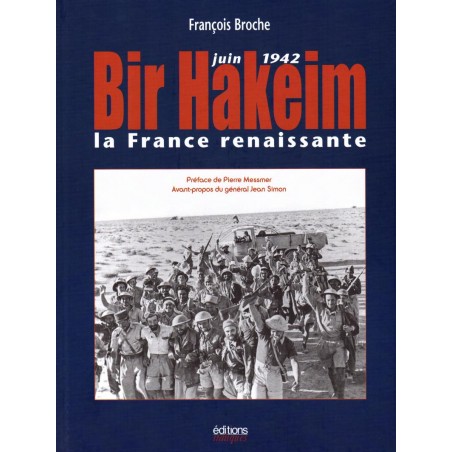 François Broche
juin 1942
Bir Hakeim
la France renaissante
Préface de Pierre Messmer
Avant-propos du général Jean Simon
éditions